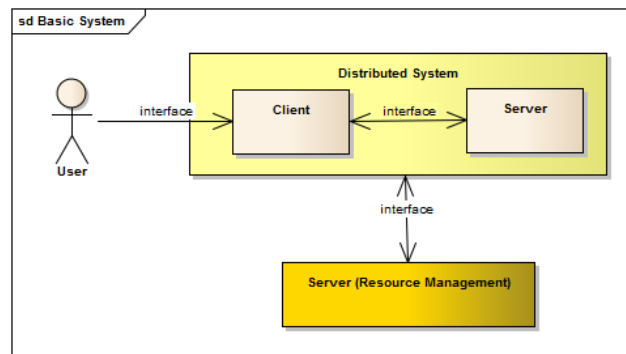 sd Basic System
Distributed System
interface
Client
interface
Server
User
interface
Server (Resource Management)